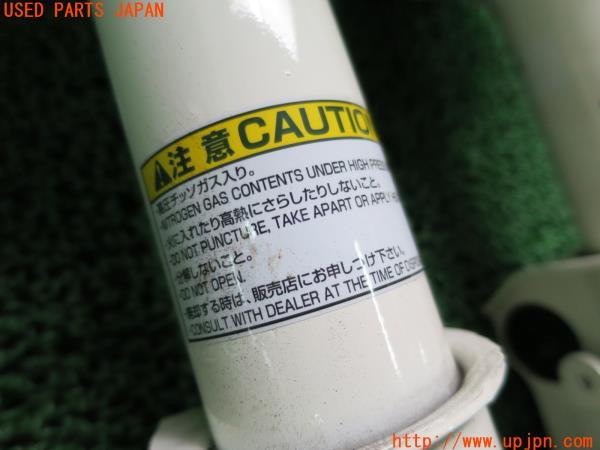 USED PARTS JAPAN
注意 CAUTION
高圧チッソガス入り。
・NITROGEN GAS CONTENTS UNDER HIGH
・火に入れたり高熱にさらしたりしないこと。
・DO NOT PUNCTURE, TAKE APART OR APPLY
・分解しないこと。
・DO NOT OPEN.
・棄却する時は、販売店にお申しつけ下さい。
・CONSULT WITH DEALER AT THE TIME OF
http://www.upjpn.com/